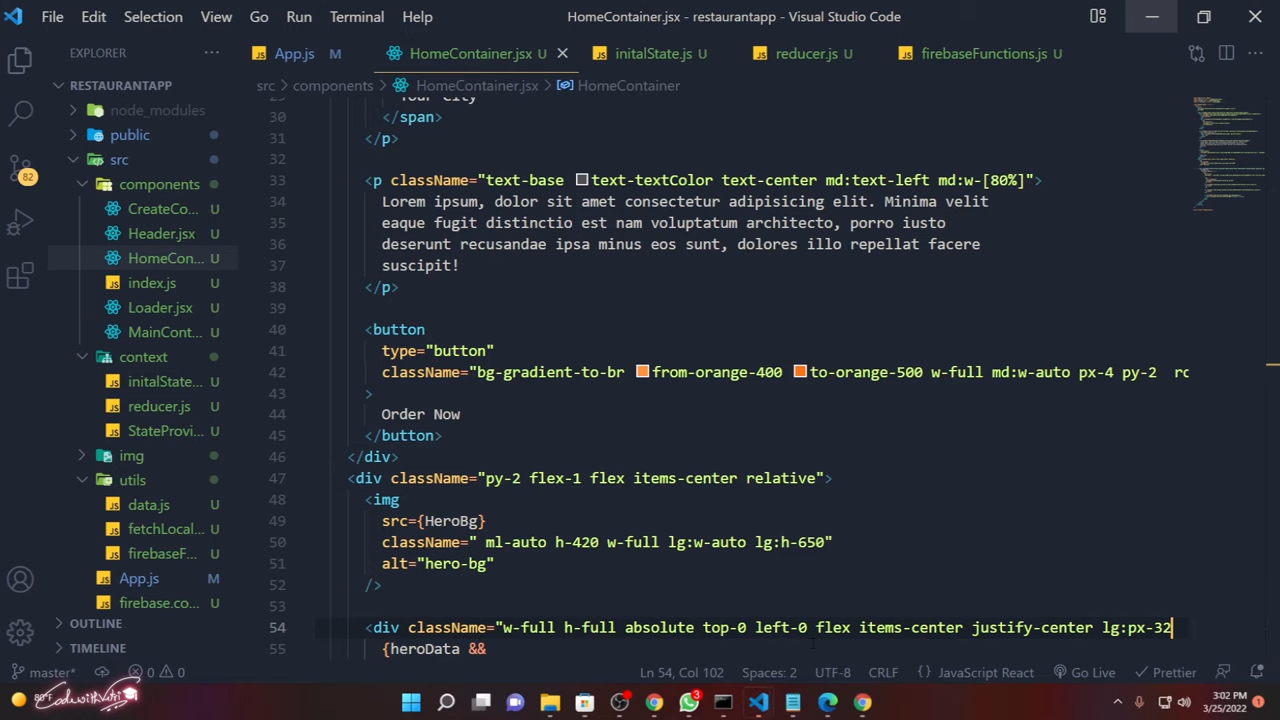 File Edit Selection View Go Run Terminal Help HomeContainer.jsx - restaurantapp - Visual Studio Code
EXPLORER
App.js M HomeContainer.jsx U initalState.js U reducer.js U firebaseFunctions.js U
RESTAURANTAPP
src > components > HomeContainer.jsx > HomeContainer
node_modules
public
src
components
CreateCo... U
Header.jsx U
HomeCon... U
index.js U
Loader.jsx U
MainCont... U
context
initalState... U
reducer.js U
StateProvi... U
img
utils
data.js U
fetchLocal... U
firebaseF... U
App.js M
firebase.co... U
OUTLINE
TIMELINE
29 Your City
30 </span>
31 </p>
32
33 <p className="text-base text-textColor text-center md:text-left md:w-[80%]">
34 Lorem ipsum, dolor sit amet consectetur adipisicing elit. Minima velit
35 eaque fugit distinctio est nam voluptatum architecto, porro iusto
36 deserunt recusandae ipsa minus eos sunt, dolores illo repellat facere
37 suscipit!
38 </p>
39
40 <button
41 type="button"
42 className="bg-gradient-to-br from-orange-400 to-orange-500 w-full md:w-auto px-4 py-2 ro
43 >
44 Order Now
45 </button>
46 </div>
47 <div className="py-2 flex-1 flex items-center relative">
48 <img
49 src={HeroBg}
50 className=" ml-auto h-420 w-full lg:w-auto lg:h-650"
51 alt="hero-bg"
52 />
53
54 <div className="w-full h-full absolute top-0 left-0 flex items-center justify-center lg:px-32
55 {heroData &&
82
main* Ln 54, Col 102 Spaces: 2 UTF-8 CRLF JavaScript React Go Live Prettier
80°F 3 3:02 PM
3/25/2022 1